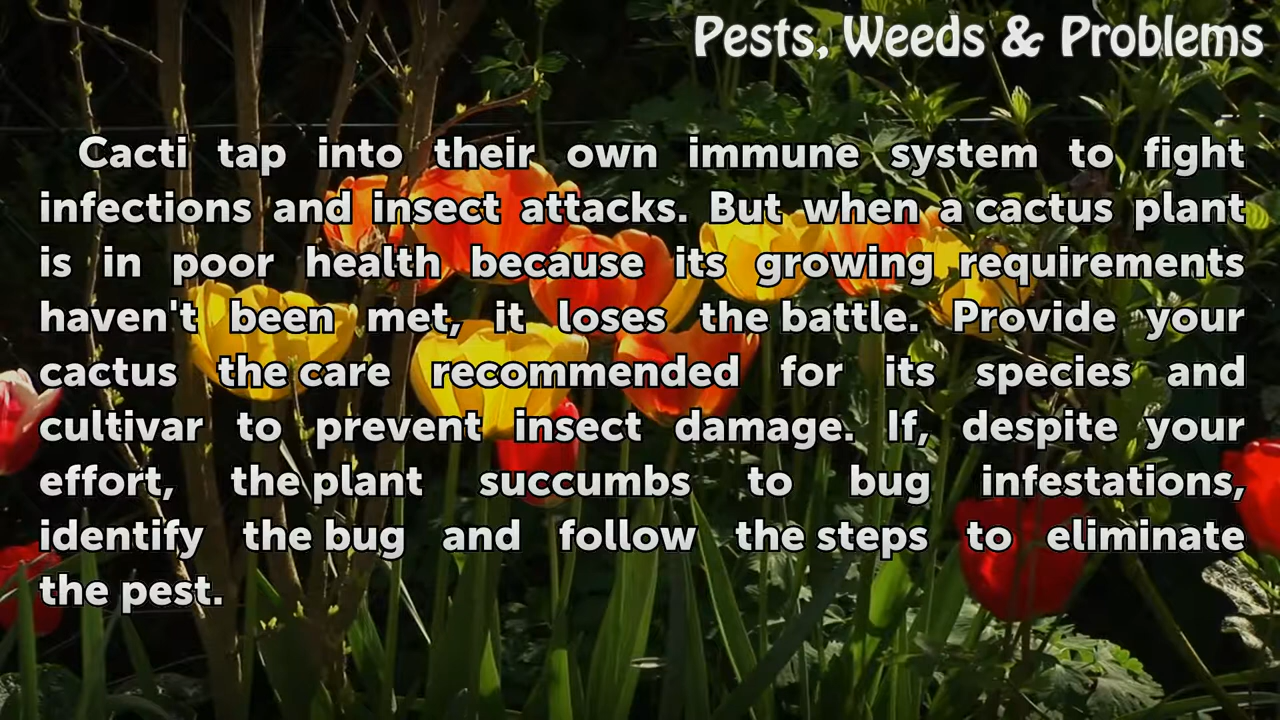 Pests, Weeds & Problems
Cacti tap into their own immune system to fight
infections and insect attacks. But when a cactus plant
is in poor health because its growing requirements
haven't been met, it loses the battle. Provide your
cactus the care recommended for its species and
cultivar to prevent insect damage. If, despite your
effort, the plant succumbs to bug infestations,
identify the bug and follow the steps to eliminate
the pest.